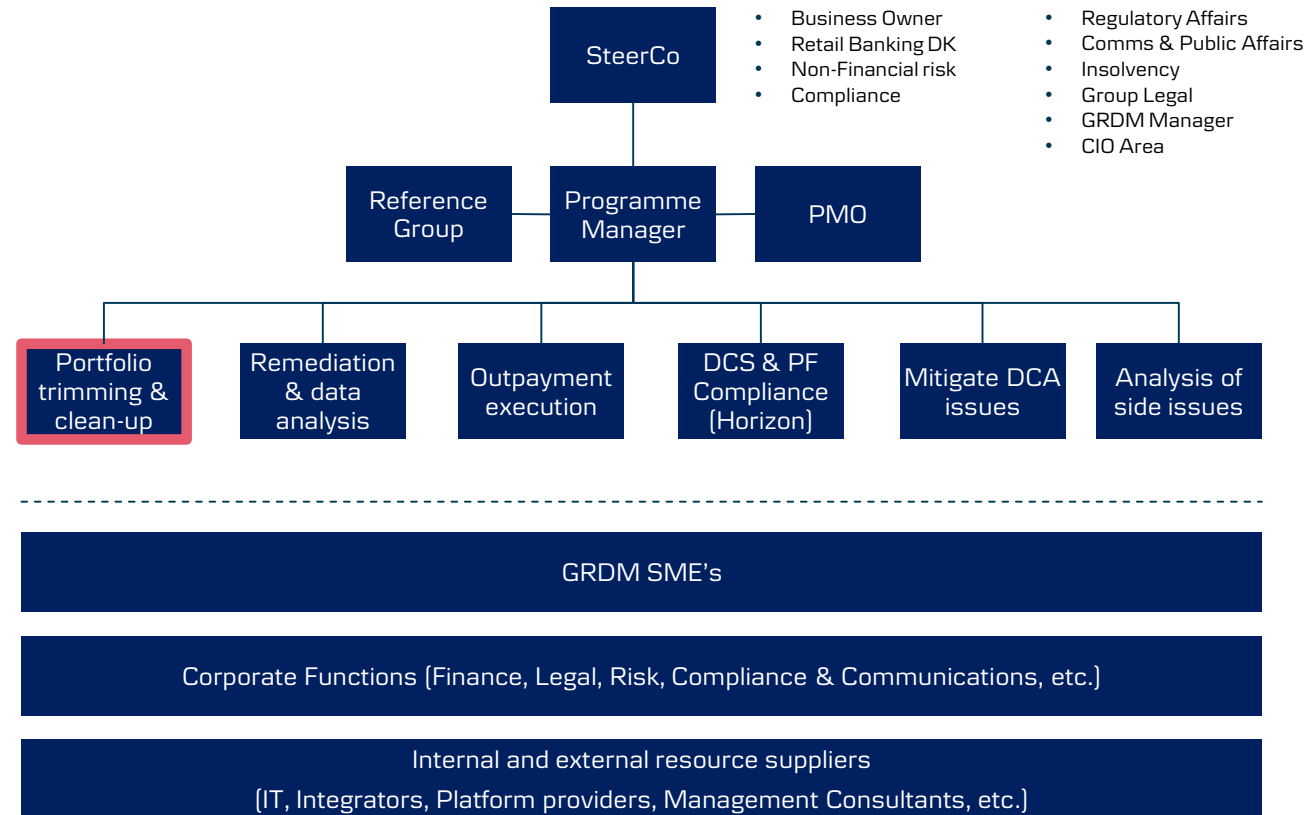 SteerCo
• Business Owner
• Retail Banking DK
• Non-Financial risk
• Compliance
• Regulatory Affairs
• Comms & Public Affairs
• Insolvency
• Group Legal
• GRDM Manager
• CIO Area
Reference
Group
Programme
Manager
PMO
Portfolio
trimming &
clean-up
Remediation
& data
analysis
Outpayment
execution
DCS & PF
Compliance
(Horizon)
Mitigate DCA
issues
Analysis of
side issues
GRDM SME's
Corporate Functions (Finance, Legal, Risk, Compliance & Communications, etc.)
Internal and external resource suppliers
(IT, Integrators, Platform providers, Management Consultants, etc.)